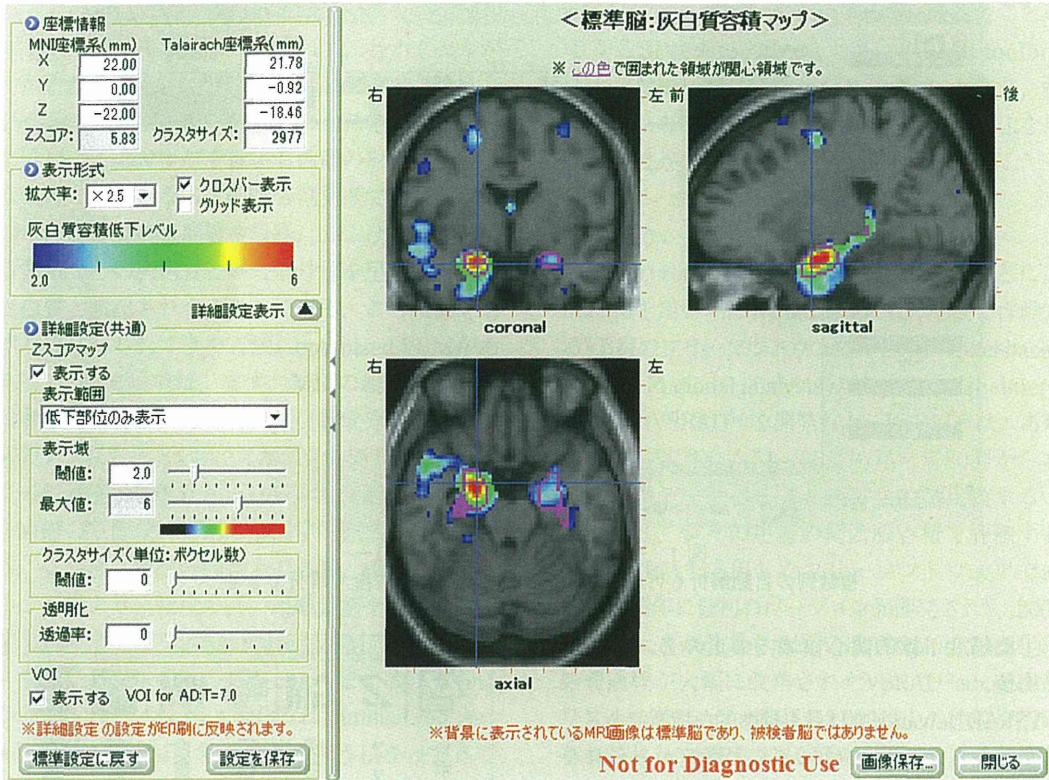 座標情報
MNI座標系(mm) Talairach座標系(mm)
X 22.00 21.78
Y 0.00 -0.92
Z -22.00 -18.46
Zスコア: 5.83 クラスタサイズ: 2977
表示形式
拡大率: ×2.5 クロスバー表示
グリッド表示
灰白質容積低下レベル
2.0 6
詳細設定表示
詳細設定(共通)
Zスコアマップ
表示する
表示範囲
低下部位のみ表示
表示域
閾値: 2.0
最大値: 6
クラスタサイズ(単位:ボクセル数)
閾値: 0
透明化
透過率: 0
VOI
表示する VOI for AD:T=7.0
※詳細設定の設定が印刷に反映されます。
標準設定に戻す 設定を保存
<標準脳:灰白質容積マップ>
※この色で囲まれた領域が関心領域です。
右 左 前 後
coronal sagittal
右 左
axial
※背景に表示されているMRI画像は標準脳であり、被検者脳ではありません。
Not for Diagnostic Use 画像保存... 閉じる